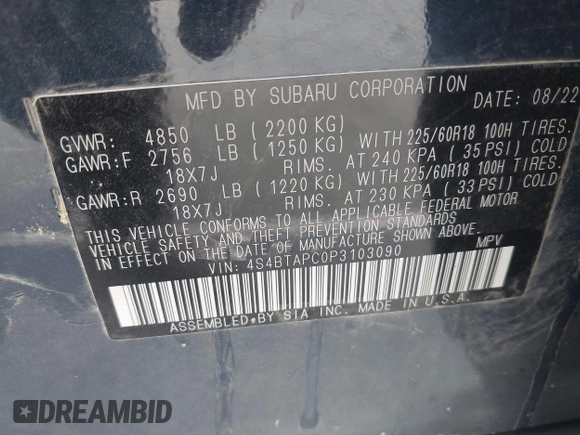 MFD BY SUBARU CORPORATION DATE: 08/22
GVWR: 4850 LB (2200 KG)
GAWR:F 2756 LB (1250 KG) WITH 225/60R18 100H TIRES.
18X7J RIMS. AT 240 KPA (35 PSI) COLD
GAWR:R 2690 LB (1220 KG) WITH 225/60R18 100H TIRES.
18X7J RIMS. AT 230 KPA (33 PSI) COLD
THIS VEHICLE CONFORMS TO ALL APPLICABLE FEDERAL MOTOR
VEHICLE SAFETY AND THEFT PREVENTION STANDARDS
IN EFFECT ON THE DATE OF MANUFACTURE SHOWN ABOVE.
VIN: 4S4BTAPC0P3103090 MPV
ASSEMBLED BY SIA INC. MADE IN U.S.A.
DREAMBID